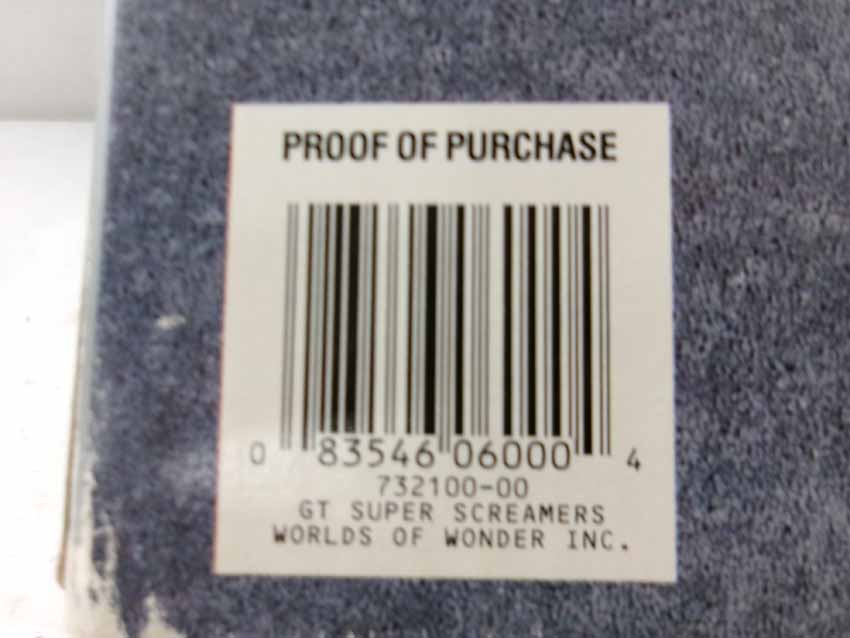 PROOF OF PURCHASE
0 83546 06000 4
732100-00
GT SUPER SCREAMERS
WORLDS OF WONDER INC.